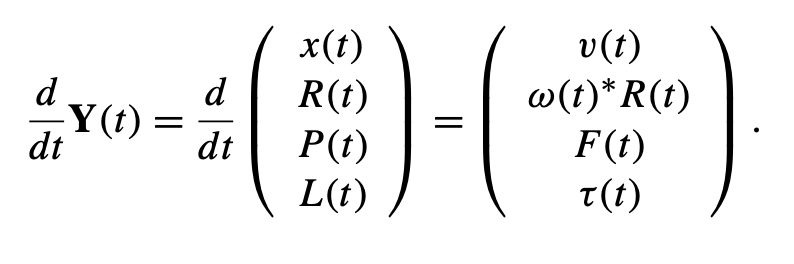 d/dt Y(t) = d/dt ( x(t) R(t) P(t) L(t) ) = ( v(t) ω(t)*R(t) F(t) τ(t) ) .